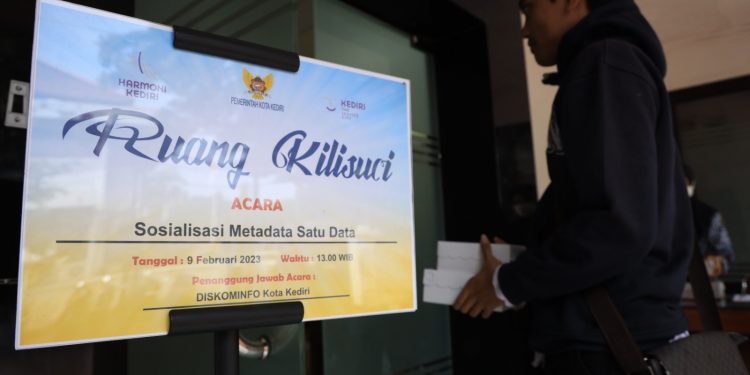 HARMONI
KEDIRI
PEMERINTAH KOTA KEDIRI
KEDIRI
Ruang Kilisuci
ACARA
Sosialisasi Metadata Satu Data
Tanggal : 9 Februari 2023 Waktu : 13.00 WIB
Penanggung Jawab Acara :
DISKOMINFO Kota Kediri